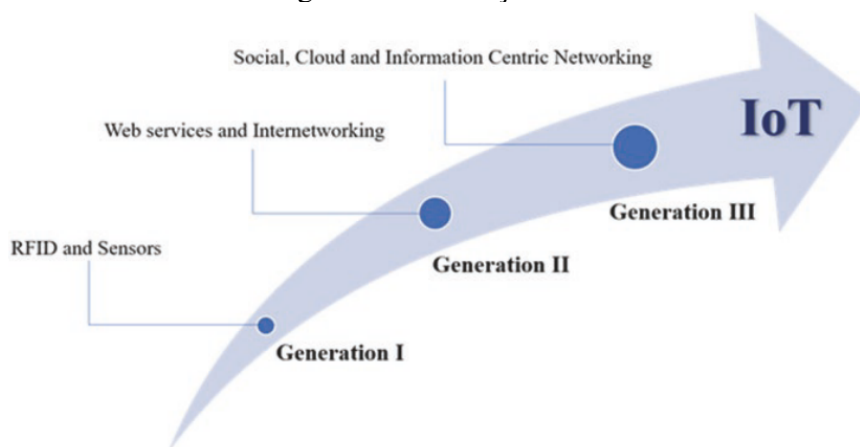 Social, Cloud and Information Centric Networking
IoT
Web services and Internetworking
Generation III
RFID and Sensors
Generation II
Generation I